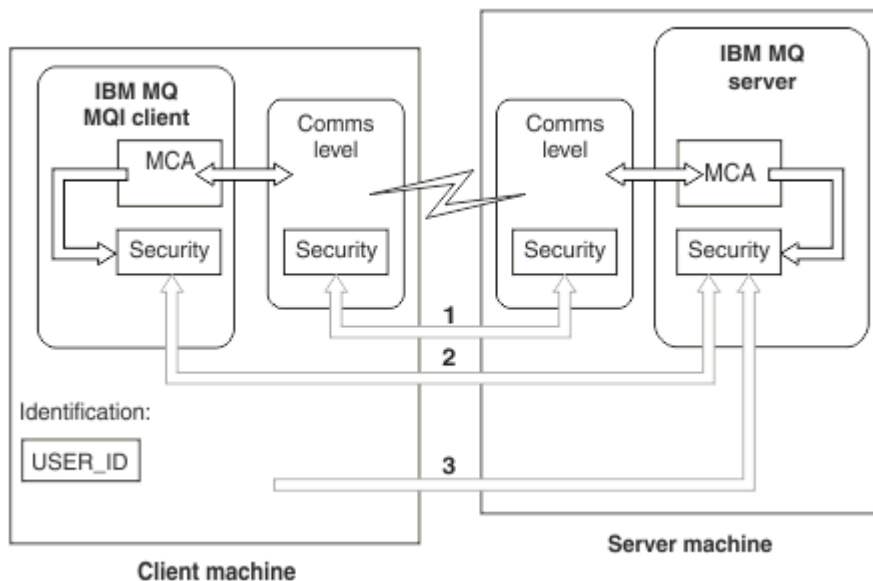 IBM MQ
MQI client
MCA
Security
Comms
level
Security
Comms
level
Security
IBM MQ
server
MCA
Security
1
2
3
Identification:
USER_ID
Client machine
Server machine